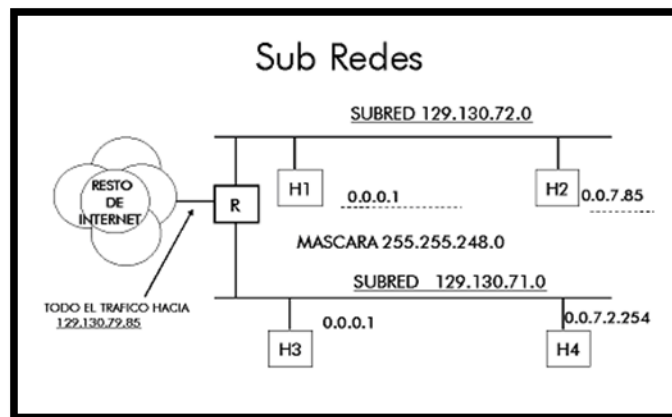 Sub Redes
SUBRED 129.130.72.0
RESTO
DE
INTERNET
R
H1
0.0.0.1
H2
0.0.7.85
MASCARA 255.255.248.0
SUBRED 129.130.71.0
TODO EL TRAFICO HACIA
129.130.79.85
H3
0.0.0.1
H4
0.0.7.2.254